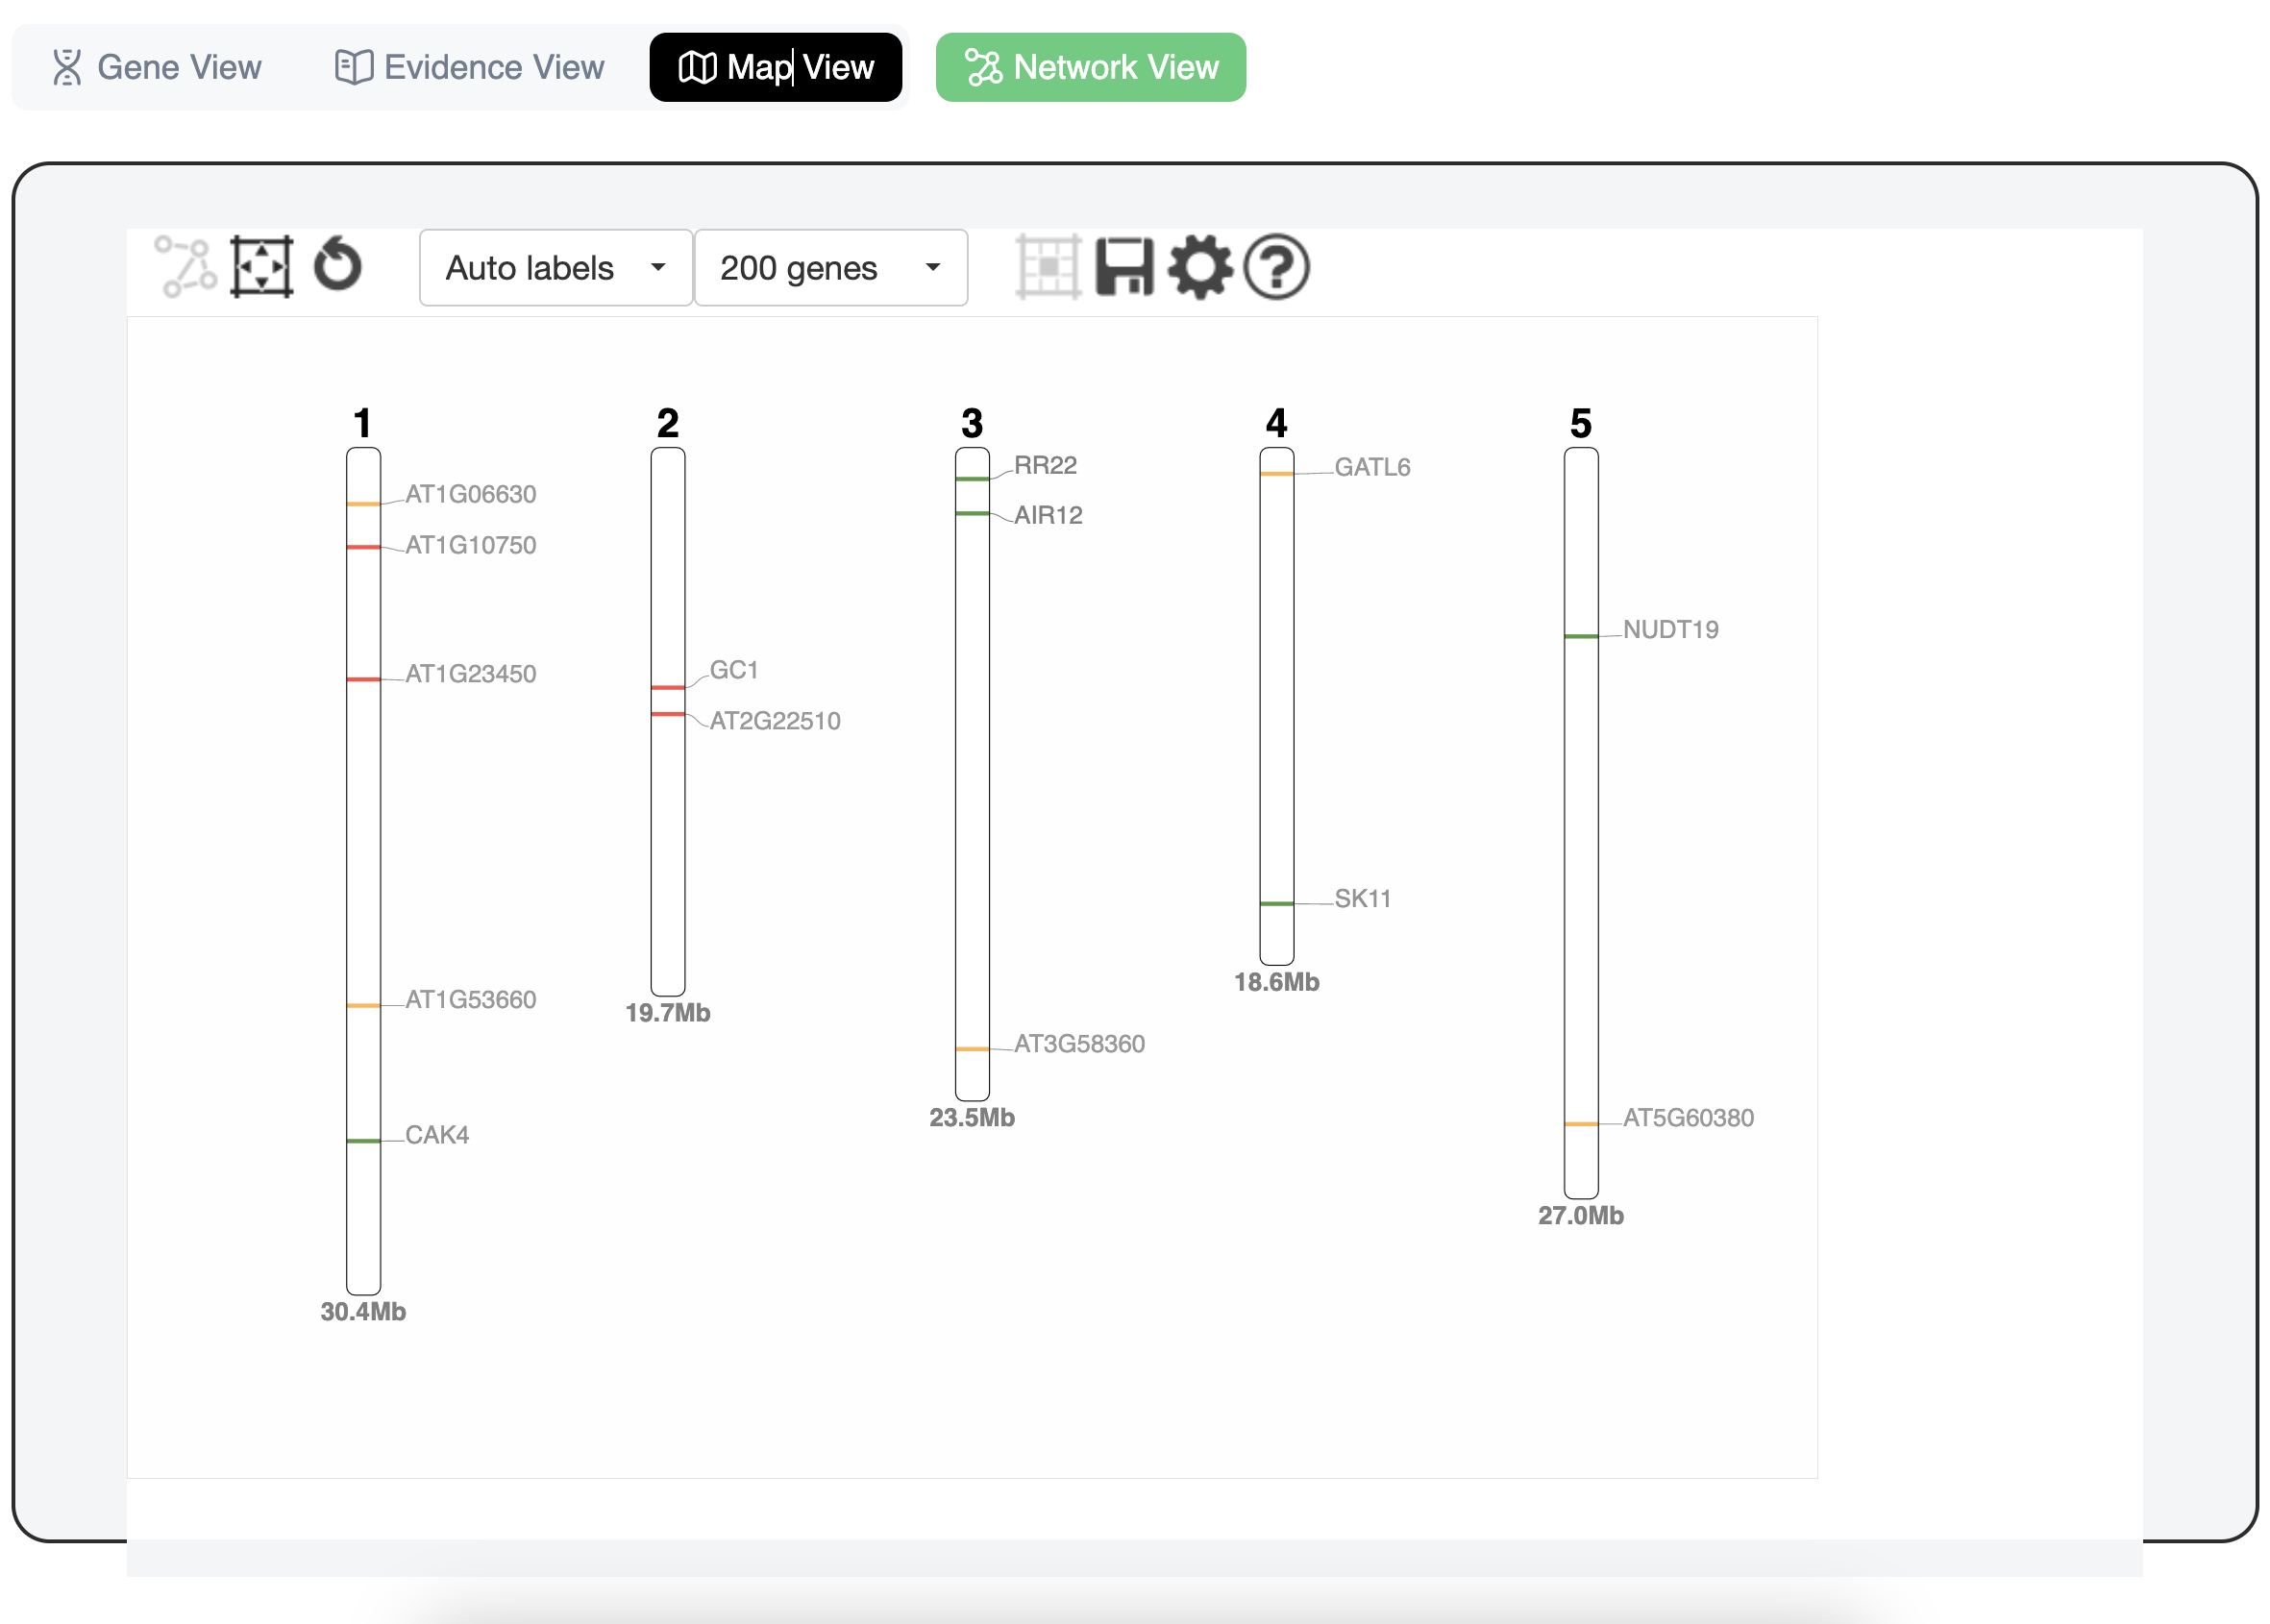 Gene View Evidence View Map View Network View
Auto labels 200 genes
1 2 3 4 5
AT1G06630
AT1G10750
AT1G23450
AT1G53660
CAK4
30.4Mb
GC1
AT2G22510
19.7Mb
RR22
AIR12
AT3G58360
23.5Mb
GATL6
SK11
18.6Mb
NUDT19
AT5G60380
27.0Mb